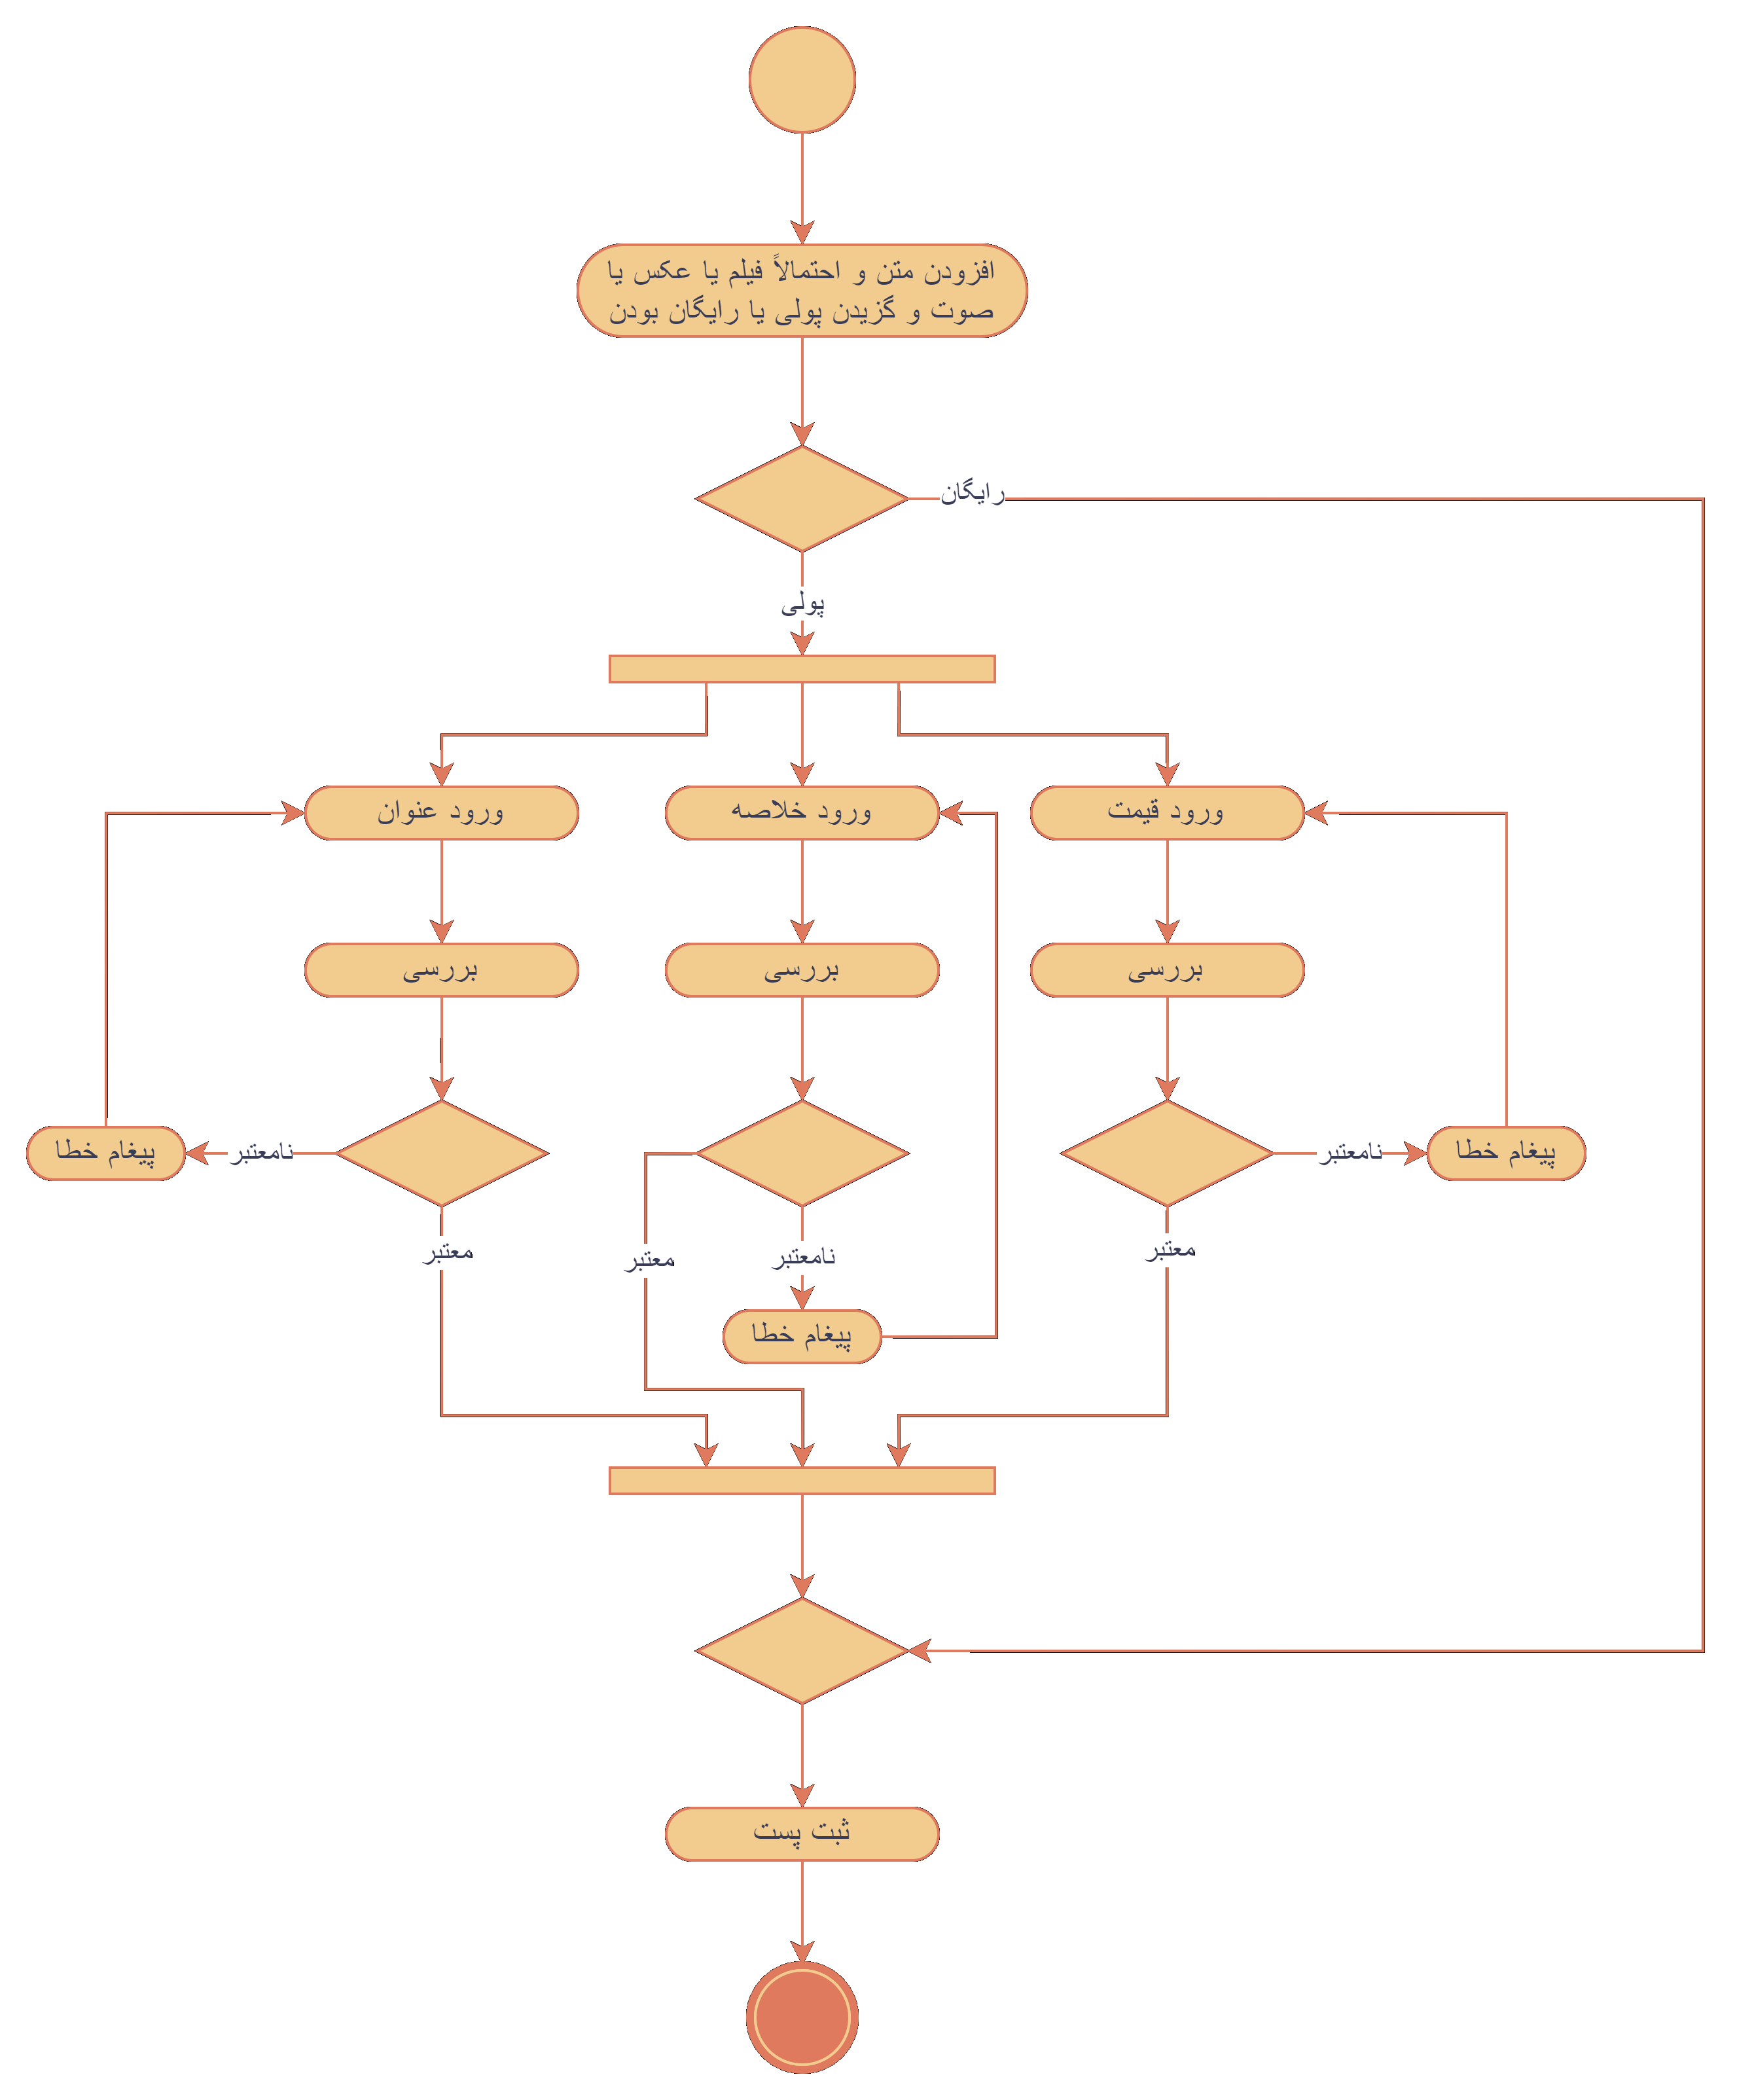 افزودن متن و احتمالاً فیلم یا عکس یا
صوت و گزیدن پولی یا رایگان بودن
رایگان
پولی
ورود قیمت
ورود خلاصه
ورود عنوان
بررسی
بررسی
بررسی
پیغام خطا
نامعتبر
نامعتبر
پیغام خطا
معتبر
نامعتبر
معتبر
معتبر
پیغام خطا
ثبت پست